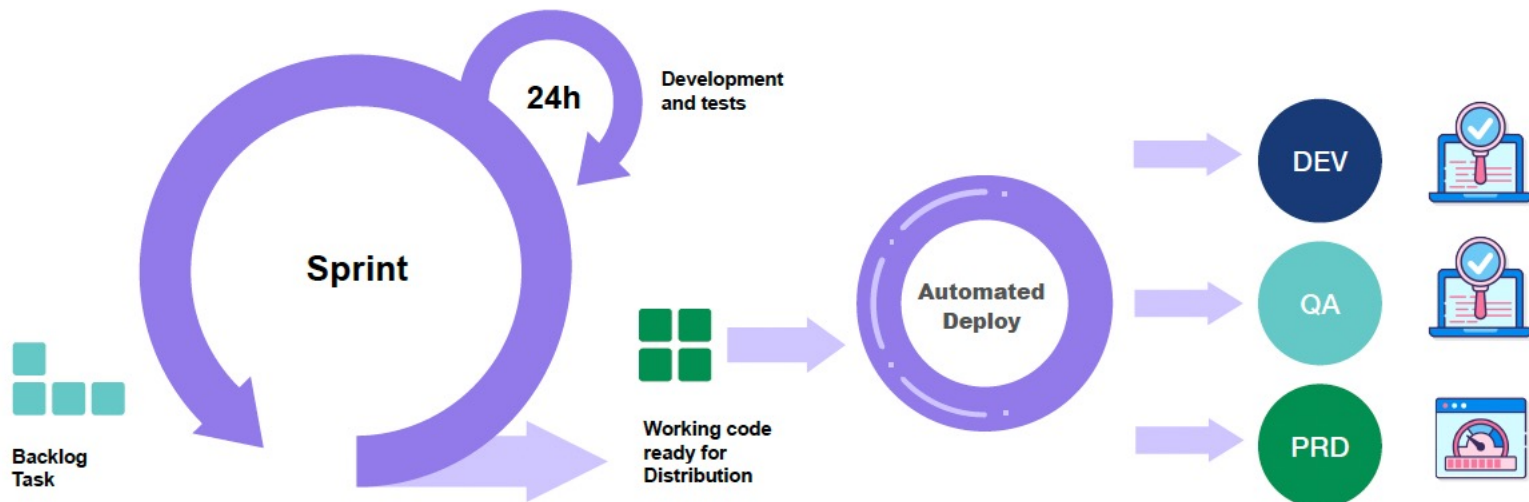 24h
Development
and tests
Sprint
Backlog
Task
Working code
ready for
Distribution
Automated
Deploy
DEV
QA
PRD